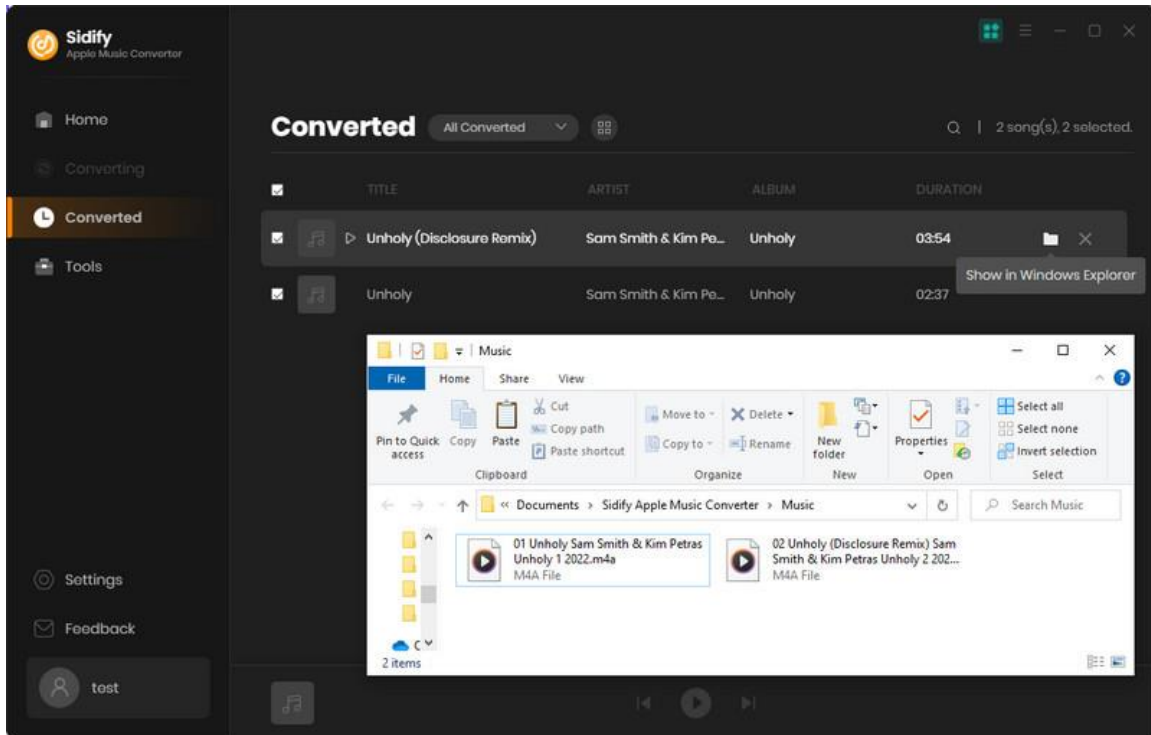 Sidify
Apple Music Converter
Home
Converting
Converted
Tools
Settings
Feedback
test
Converted
All Converted
2 song(s), 2 selected.
TITLE ARTIST ALBUM DURATION
Unholy (Disclosure Remix) Sam Smith & Kim Pe... Unholy 03:54
Show in Windows Explorer
Unholy Sam Smith & Kim Pe... Unholy 02:37
Music
File Home Share View
Pin to Quick access
Copy
Paste
Cut
Copy path
Paste shortcut
Clipboard
Move to
Copy to
Delete
Rename
Organize
New folder
New
Properties
Open
Select all
Select none
Invert selection
Select
« Documents > Sidify Apple Music Converter > Music
Search Music
01 Unholy Sam Smith & Kim Petras
Unholy 1 2022.m4a
M4A File
02 Unholy (Disclosure Remix) Sam
Smith & Kim Petras Unholy 2 202...
M4A File
C
2 items